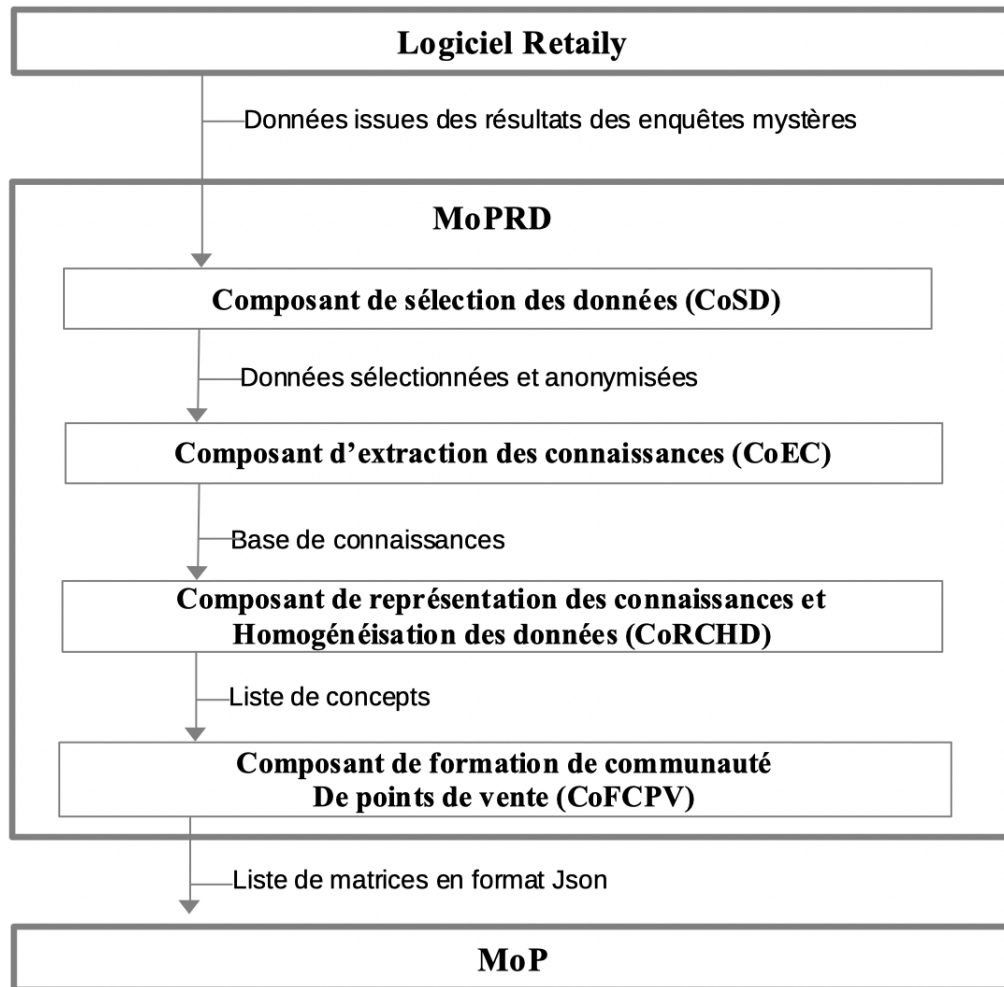 Logiciel Retaily
Données issues des résultats des enquêtes mystères
MoPRD
Composant de sélection des données (CoSD)
Données sélectionnées et anonymisées
Composant d’extraction des connaissances (CoEC)
Base de connaissances
Composant de représentation des connaissances et
Homogénéisation des données (CoRCHD)
Liste de concepts
Composant de formation de communauté
De points de vente (CoFCPV)
Liste de matrices en format Json
MoP